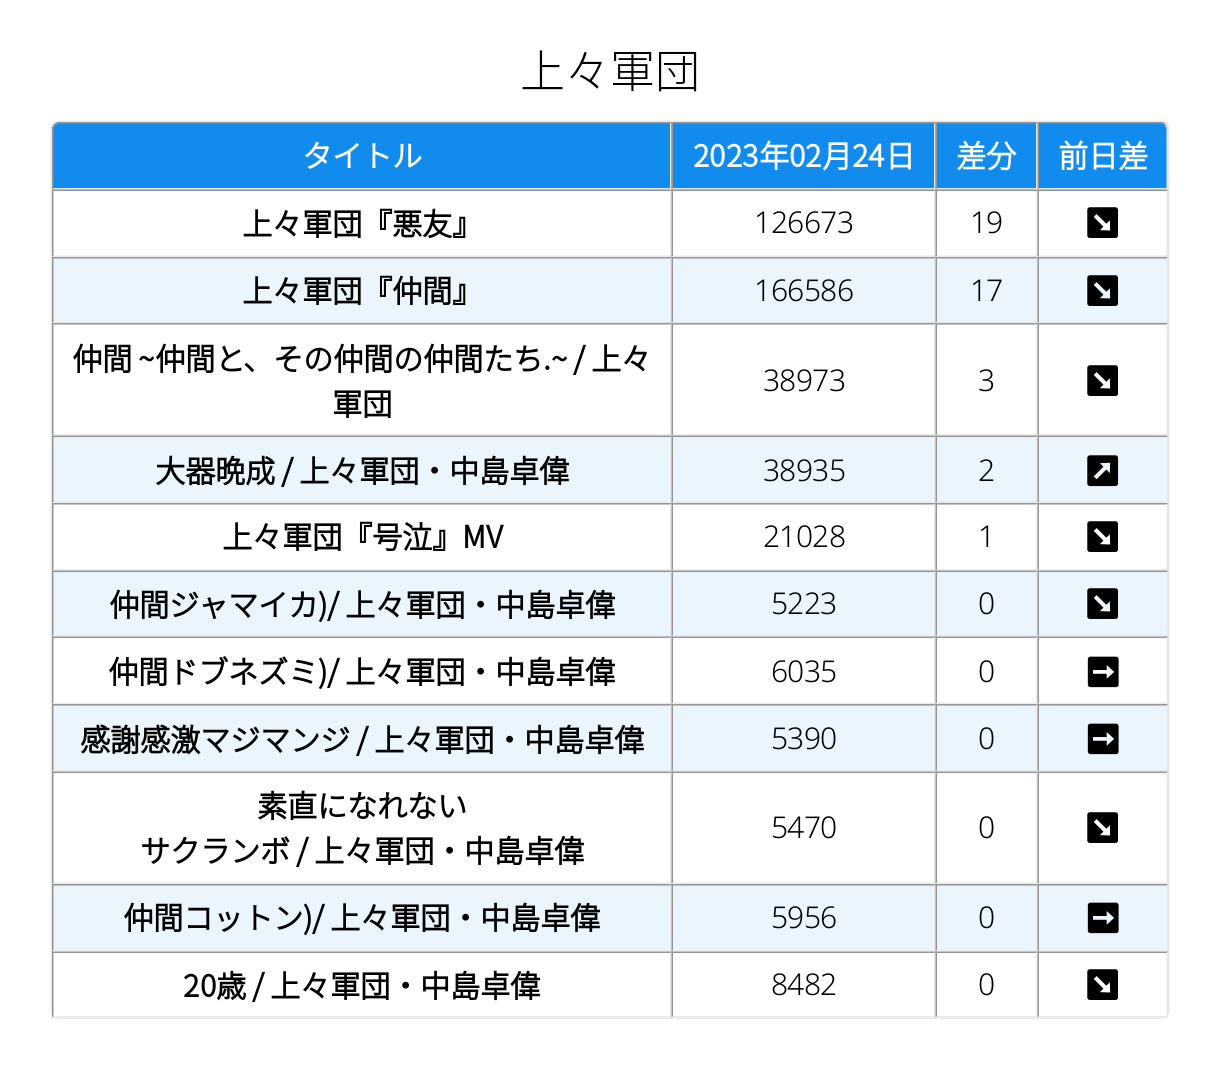 上々軍団
タイトル 2023年02月24日 差分 前日差
上々軍団『悪友』 126673 19
上々軍団『仲間』 166586 17
仲間 ~仲間と、その仲間の仲間たち.~ / 上々
軍団 38973 3
大器晩成 / 上々軍団・中島卓偉 38935 2
上々軍団『号泣』MV 21028 1
仲間ジャマイカ)/ 上々軍団・中島卓偉 5223 0
仲間ドブネズミ)/ 上々軍団・中島卓偉 6035 0
感謝感激マジマンジ / 上々軍団・中島卓偉 5390 0
素直になれない
サクランボ / 上々軍団・中島卓偉 5470 0
仲間コットン)/ 上々軍団・中島卓偉 5956 0
20歳 / 上々軍団・中島卓偉 8482 0